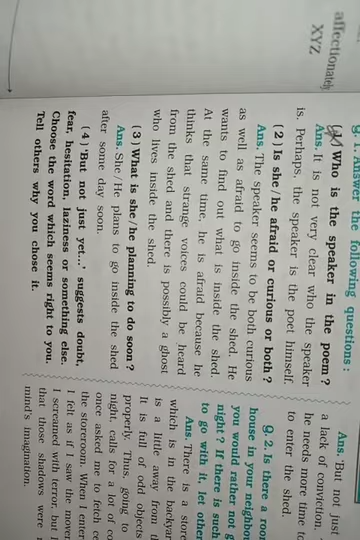 affectionately
XYZ
1. Answer the following questions :
(1) Who is the speaker in the poem ?
Ans. It is not very clear who the speaker
is. Perhaps, the speaker is the poet himself.
(2) Is she / he afraid or curious or both ?
Ans. The speaker seems to be both curious
as well as afraid to go inside the shed. He
wants to find out what is inside the shed.
At the same time, he is afraid because he
thinks that strange voices could be heard
from the shed and there is possibly a ghost
who lives inside the shed.
(3) What is she / he planning to do soon ?
Ans. She / He plans to go inside the shed
after some day soon.
(4) 'But not just yet...' suggests doubt,
fear, hesitation, laziness or something else.
Choose the word which seems right to you.
Tell others why you chose it.
Ans. 'But not just
a lack of conviction.
he needs more time to
to enter the shed.
Q. 2. Is there a room
house in your
you would rather not
night ? If there is such
to go with it, let other
Ans. There is a store
which is in the backyard
is a little away from
It is full of odd objects
properly. Thus, going to
night calls for a lot of
once asked me to fetch
the storeroom. When I enter
I felt as if I saw the
I screamed with terror, but
that those shadows were
mind's imagination.